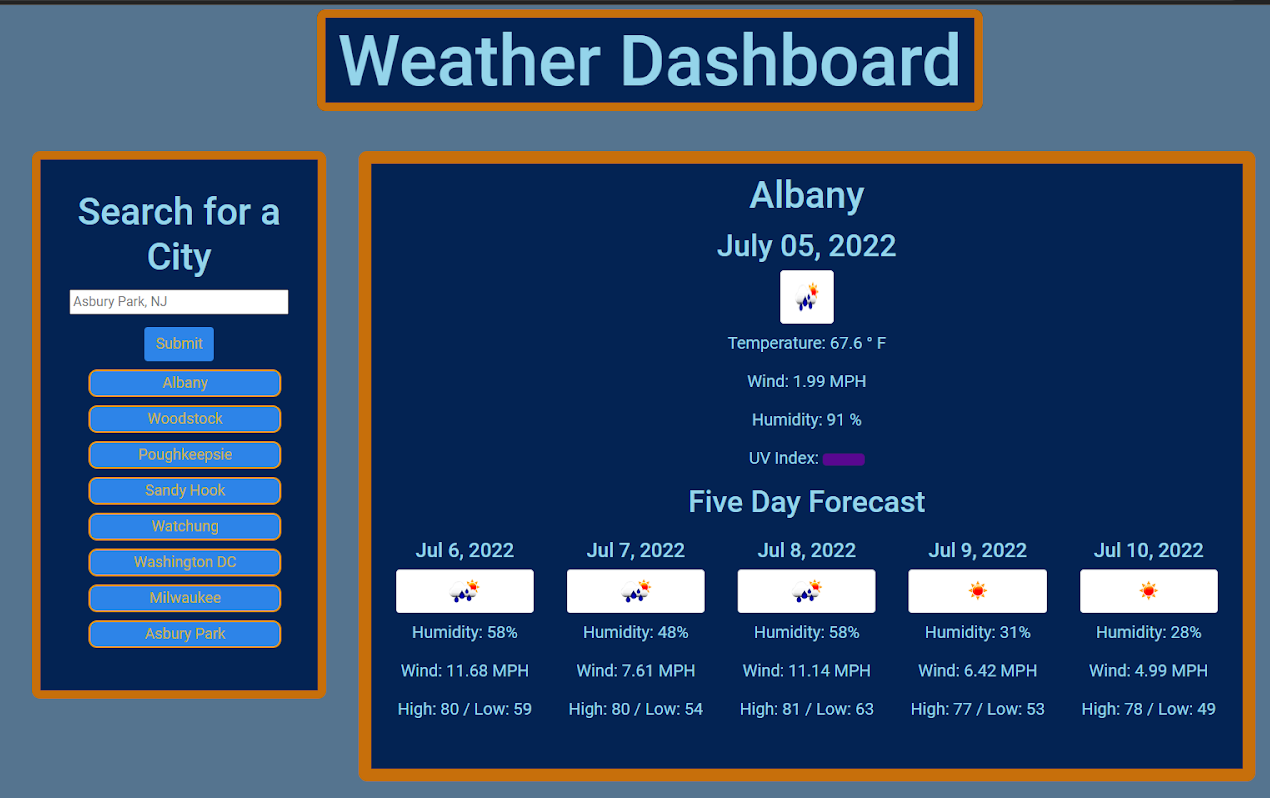 Weather Dashboard
Search for a
City
Asbury Park, NJ
Submit
Albany
Woodstock
Poughkeepsie
Sandy Hook
Watchung
Washington DC
Milwaukee
Asbury Park
Albany
July 05, 2022
Temperature: 67.6 ° F
Wind: 1.99 MPH
Humidity: 91 %
UV Index:
Five Day Forecast
Jul 6, 2022 Jul 7, 2022 Jul 8, 2022 Jul 9, 2022 Jul 10, 2022
Humidity: 58% Humidity: 48% Humidity: 58% Humidity: 31% Humidity: 28%
Wind: 11.68 MPH Wind: 7.61 MPH Wind: 11.14 MPH Wind: 6.42 MPH Wind: 4.99 MPH
High: 80 / Low: 59 High: 80 / Low: 54 High: 81 / Low: 63 High: 77 / Low: 53 High: 78 / Low: 49